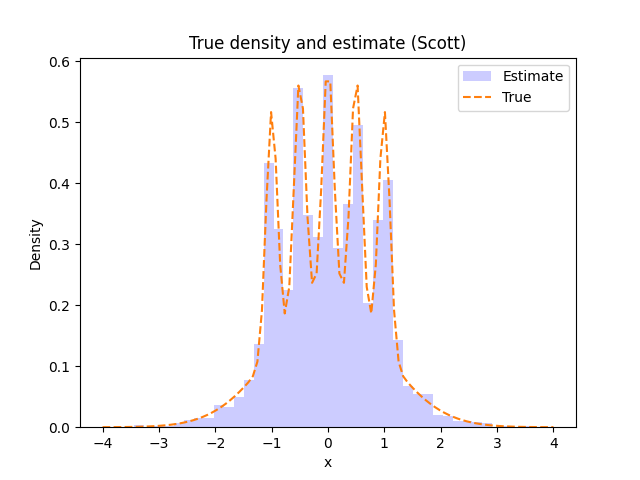 True density and estimate (Scott)
Estimate
True
Density
0.6
0.5
0.4
0.3
0.2
0.1
0.0
−4 −3 −2 −1 0 1 2 3 4
x